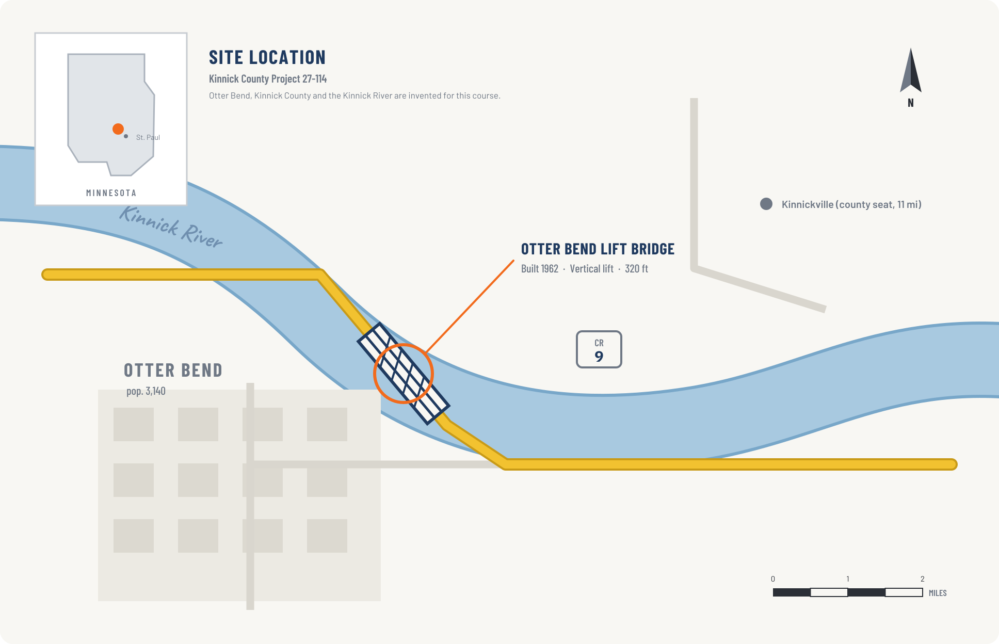 SITE LOCATION
Kinnick County Project 27-114
Otter Bend, Kinnick County and the Kinnick River are invented for this course.
St. Paul
MINNESOTA
N
Kinnick River
Kinnickville (county seat, 11 mi)
OTTER BEND LIFT BRIDGE
Built 1962 · Vertical lift · 320 ft
CR
9
OTTER BEND
pop. 3,140
0 1 2
MILES